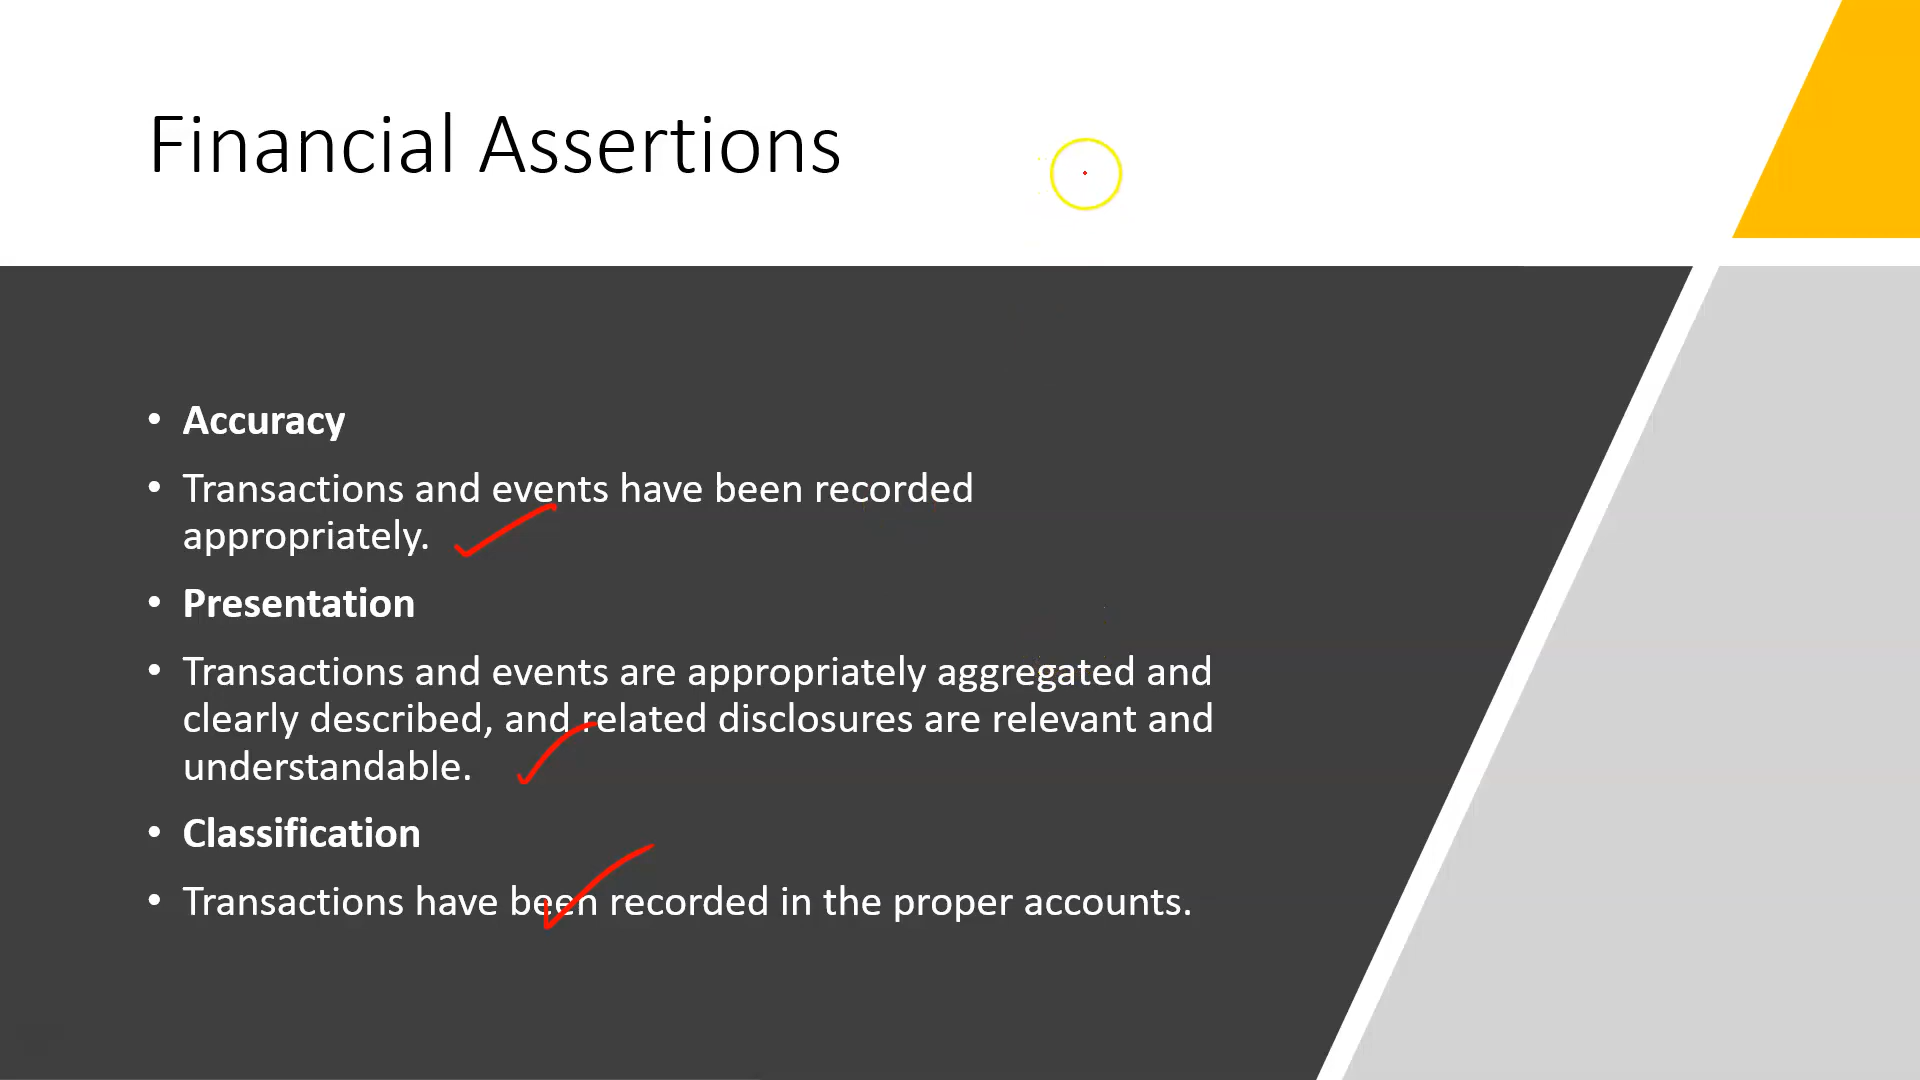 Financial Assertions
• Accuracy
• Transactions and events have been recorded
appropriately.
• Presentation
• Transactions and events are appropriately aggregated and
clearly described, and related disclosures are relevant and
understandable.
• Classification
• Transactions have been recorded in the proper accounts.